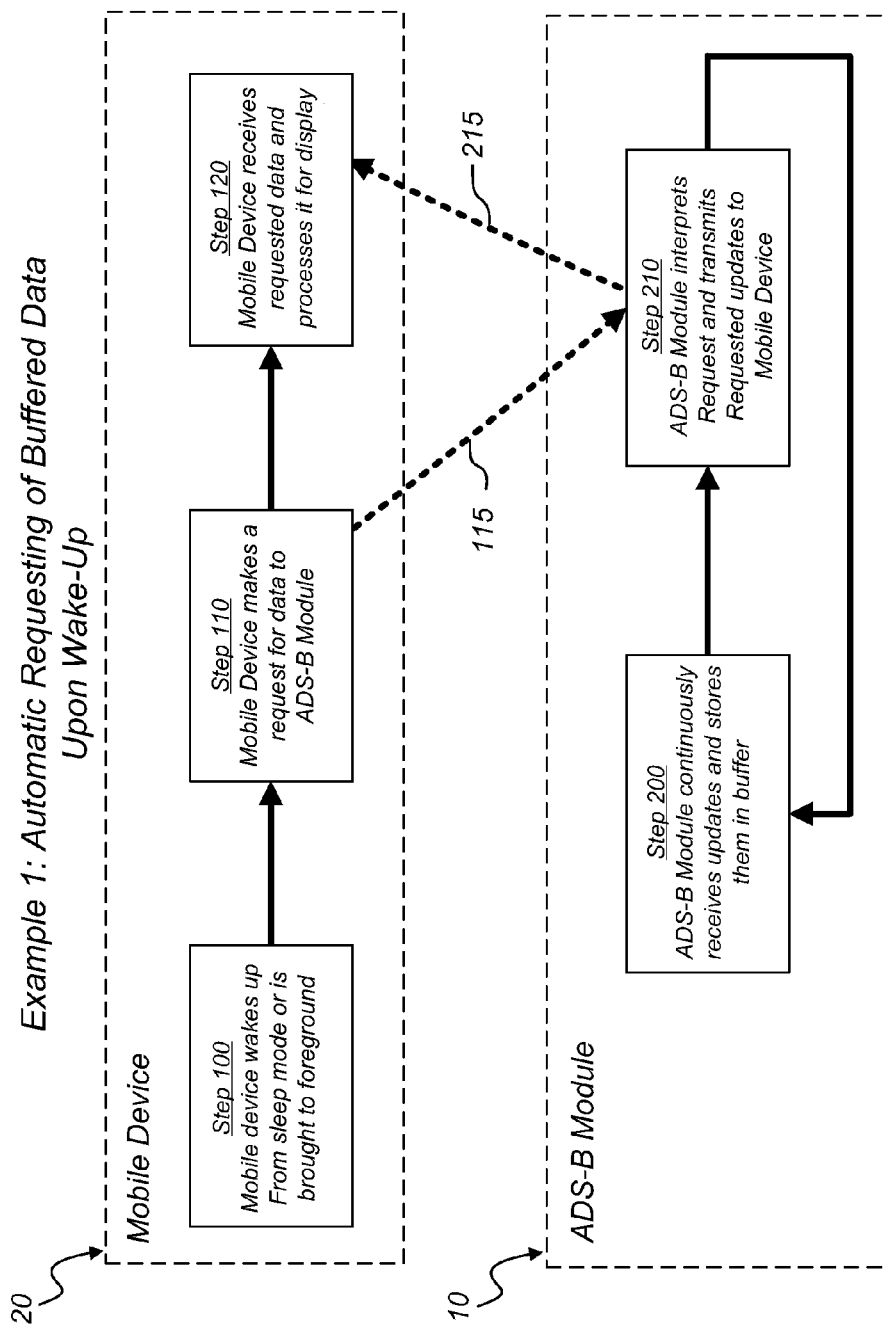 Example 1: Automatic Requesting of Buffered Data
Upon Wake-Up
20
Mobile Device
Step 100
Mobile device wakes up
From sleep mode or is
brought to foreground
Step 110
Mobile Device makes a
request for data to
ADS-B Module
Step 120
Mobile Device receives
requested data and
processes it for display
115
215
10
ADS-B Module
Step 200
ADS-B Module continuously
receives updates and stores
them in buffer
Step 210
ADS-B Module interprets
Request and transmits
Requested updates to
Mobile Device